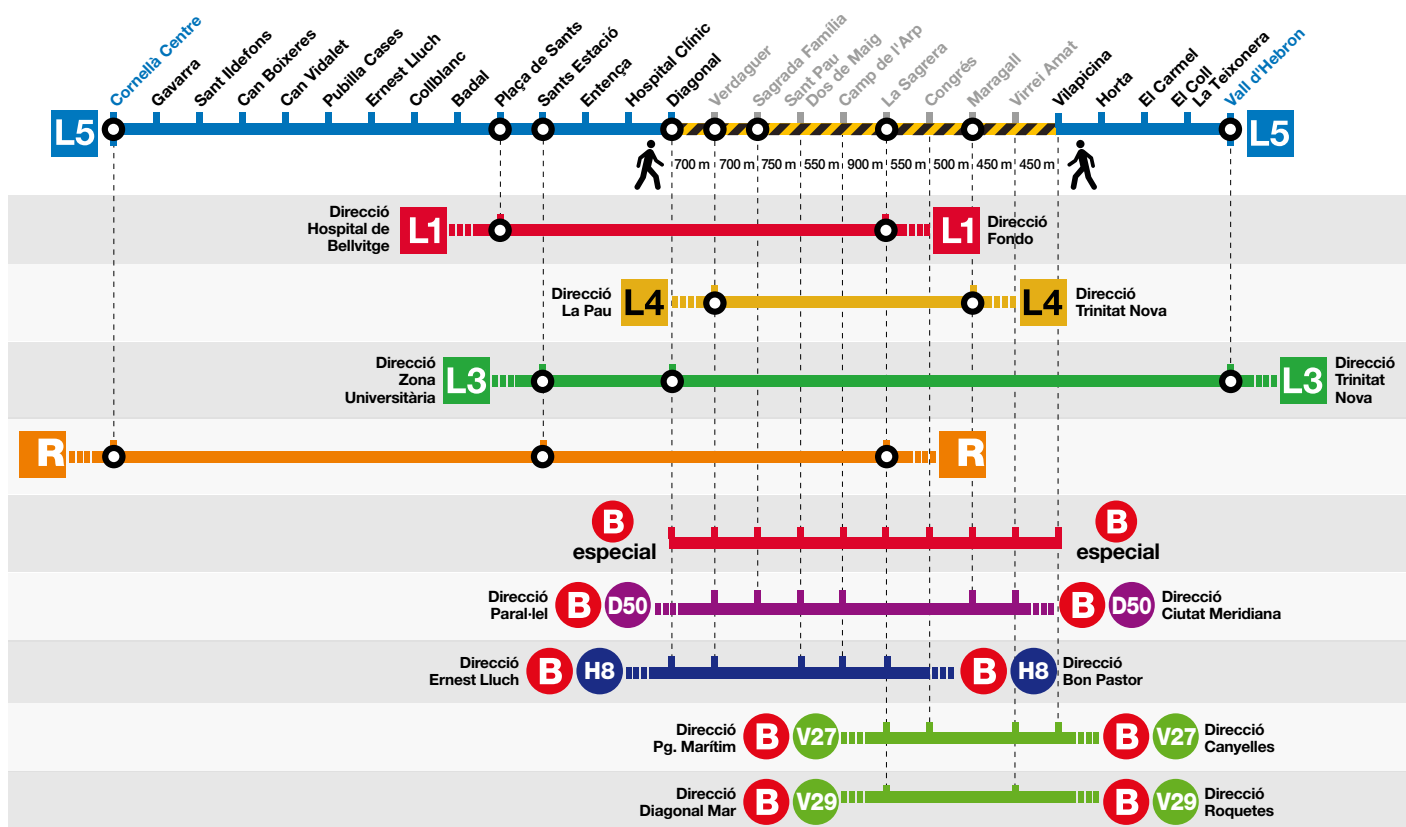 Cornellà Centre
Gavarra
Sant Ildefons
Can Boixeres
Can Vidalet
Pubilla Cases
Ernest Lluch
Collblanc
Badal
Plaça de Sants
Sants Estació
Entença
Hospital Clínic
Diagonal
Verdaguer
Sagrada Família
Sant Pau
Dos de Maig
Camp de l'Arp
La Sagrera
Congrés
Maragall
Virrei Amat
Vilapicina
Horta
El Carmel
El Coll
La Teixonera
Vall d'Hebron
L5
L5
700 m
700 m
750 m
550 m
900 m
550 m
500 m
450 m
450 m
Direcció
Hospital de
Bellvitge
L1
L1
Direcció
Fondo
Direcció
La Pau
L4
L4
Direcció
Trinitat Nova
Direcció
Zona
Universitària
L3
L3
Direcció
Trinitat
Nova
R
R
B
especial
B
especial
Direcció
Paral·lel
B
D50
B
D50
Direcció
Ciutat Meridiana
Direcció
Ernest Lluch
B
H8
B
H8
Direcció
Bon Pastor
Direcció
Pg. Marítim
B
V27
B
V27
Direcció
Canyelles
Direcció
Diagonal Mar
B
V29
B
V29
Direcció
Roquetes